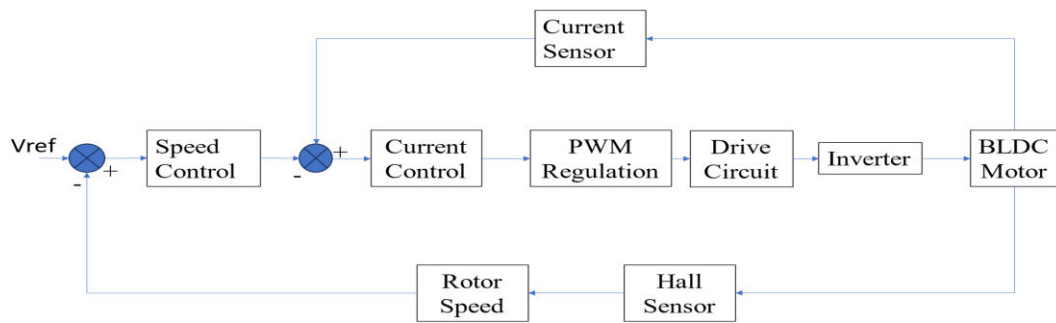 Current
Sensor
Vref
+
-
Speed
Control
+
-
Current
Control
PWM
Regulation
Drive
Circuit
Inverter
BLDC
Motor
Rotor
Speed
Hall
Sensor